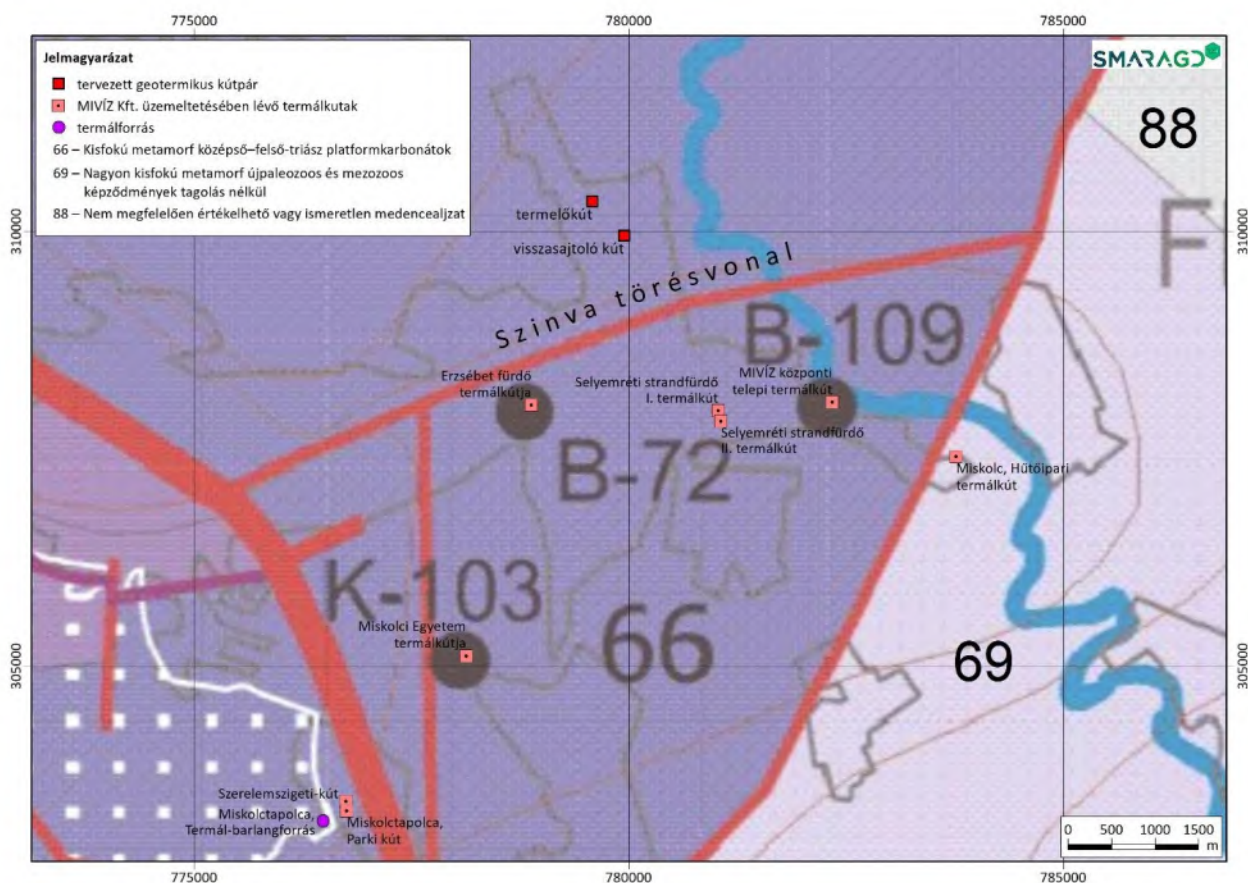 775000
780000
785000
Jelmagyarázat
tervezett geotermikus kútpár
MIVÍZ Kft. üzemeltetésében lévő termálkutak
termálforrás
66 – Kisfokú metamorf középső–felső-triász platformkarbonátok
69 – Nagyon kisfokú metamorf újpaleozoos és mezozoos
képződmények tagolás nélkül
88 – Nem megfelelően értékelhető vagy ismeretlen medencealjzat
SMARAGD
88
310000
310000
termelőkút
visszasajtoló kút
Szinva törésvonal
B-109
Erzsébet fürdő
termálkútja
Selyemréti strandfürdő
I. termálkút
MIVÍZ központi
telepi termálkút
Selyemréti strandfürdő
II. termálkút
B-72
Miskolc, Hűtőipari
termálkút
K-103
Miskolci Egyetem
termálkútja
66
69
305000
305000
Szerelemszigeti-kút
Miskolctapolca,
Termál-barlangforrás
Miskolctapolca,
Parki kút
0 500 1000 1500
m
775000
780000
785000